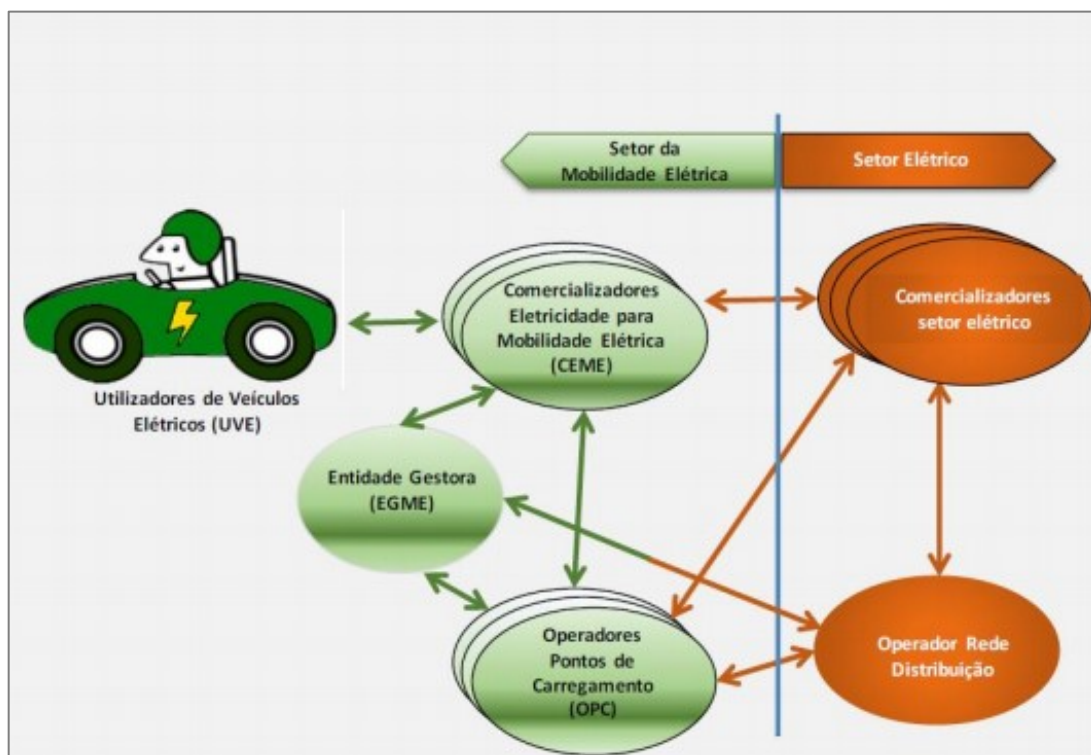 Setor da
Mobilidade Elétrica
Setor Elétrico
Comercializadores
Eletricidade para
Mobilidade Elétrica
(CEME)
Comercializadores
setor elétrico
Utilizadores de Veículos
Elétricos (UVE)
Entidade Gestora
(EGME)
Operadores
Pontos de
Carregamento
(OPC)
Operador Rede
Distribuição